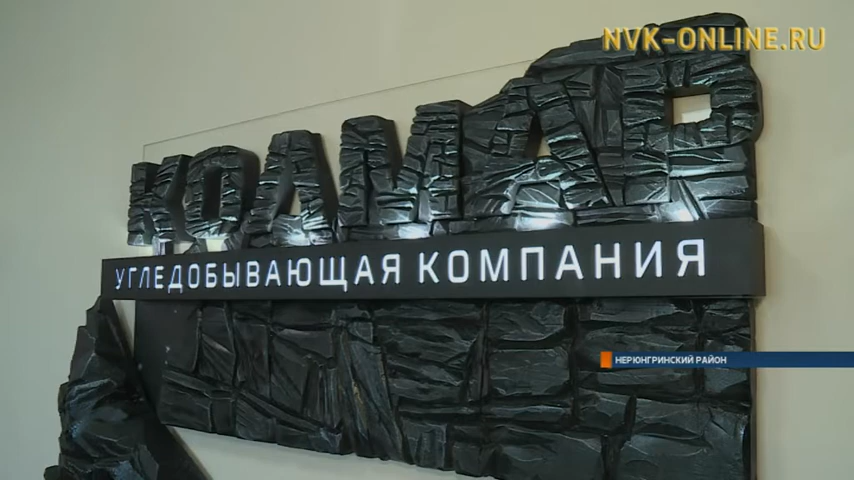 NVK-ONLINE.RU
КОЛМАР
УГЛЕДОБЫВАЮЩАЯ КОМПАНИЯ
НЕРЮНГРИНСКИЙ РАЙОН